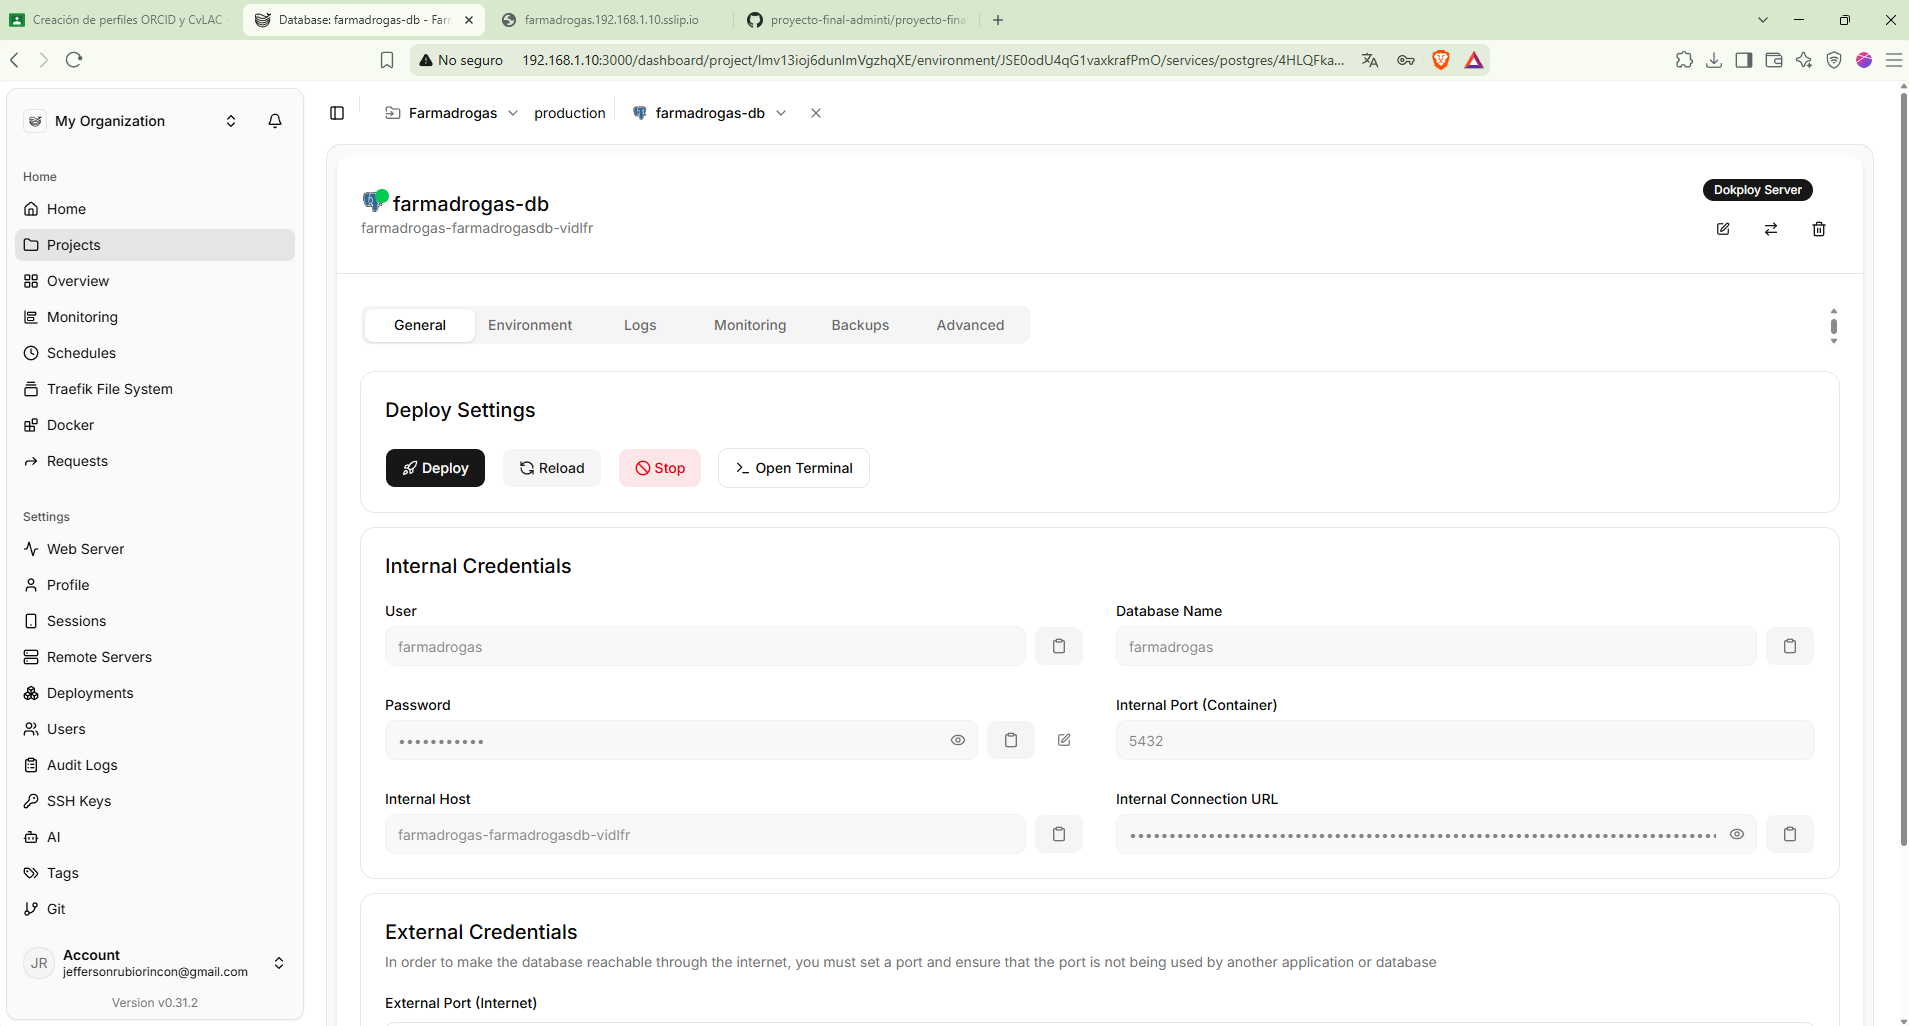 Creación de perfiles ORCID y CvLAC
Database: farmadrogas-db - Far
farmadrogas.192.168.1.10.sslip.io
proyecto-final-adminti/proyecto-fina
No seguro
192.168.1.10:3000/dashboard/project/lmv13ioj6dunlmVgzhqXE/environment/JSE0odU4qG1vaxkrafPmO/services/postgres/4HLQFka...
My Organization
Farmadrogas
production
farmadrogas-db
Home
Home
Projects
Overview
Monitoring
Schedules
Traefik File System
Docker
Requests
Settings
Web Server
Profile
Sessions
Remote Servers
Deployments
Users
Audit Logs
SSH Keys
AI
Tags
Git
JR
Account
jeffersonrubiorincon@gmail.com
Version v0.31.2
farmadrogas-db
farmadrogas-farmadrogasdb-vidlfr
Dokploy Server
General
Environment
Logs
Monitoring
Backups
Advanced
Deploy Settings
Deploy
Reload
Stop
Open Terminal
Internal Credentials
User
farmadrogas
Database Name
farmadrogas
Password
•••••••••••
Internal Port (Container)
5432
Internal Host
farmadrogas-farmadrogasdb-vidlfr
Internal Connection URL
External Credentials
In order to make the database reachable through the internet, you must set a port and ensure that the port is not being used by another application or database
External Port (Internet)